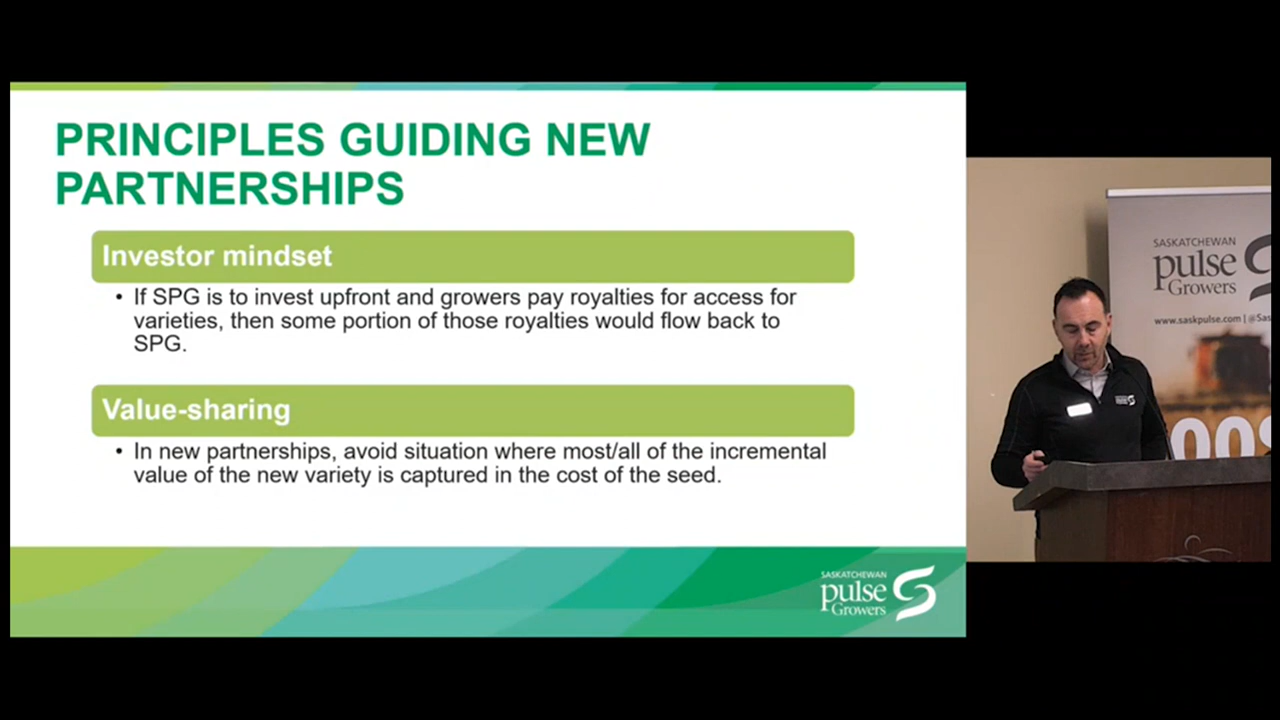 PRINCIPLES GUIDING NEW
PARTNERSHIPS
Investor mindset
• If SPG is to invest upfront and growers pay royalties for access for
varieties, then some portion of those royalties would flow back to
SPG.
Value-sharing
• In new partnerships, avoid situation where most/all of the incremental
value of the new variety is captured in the cost of the seed.
SASKATCHEWAN
pulse
Growers
SASKATCHEWAN
pulse
Growers
www.saskpulse.com | @Sas